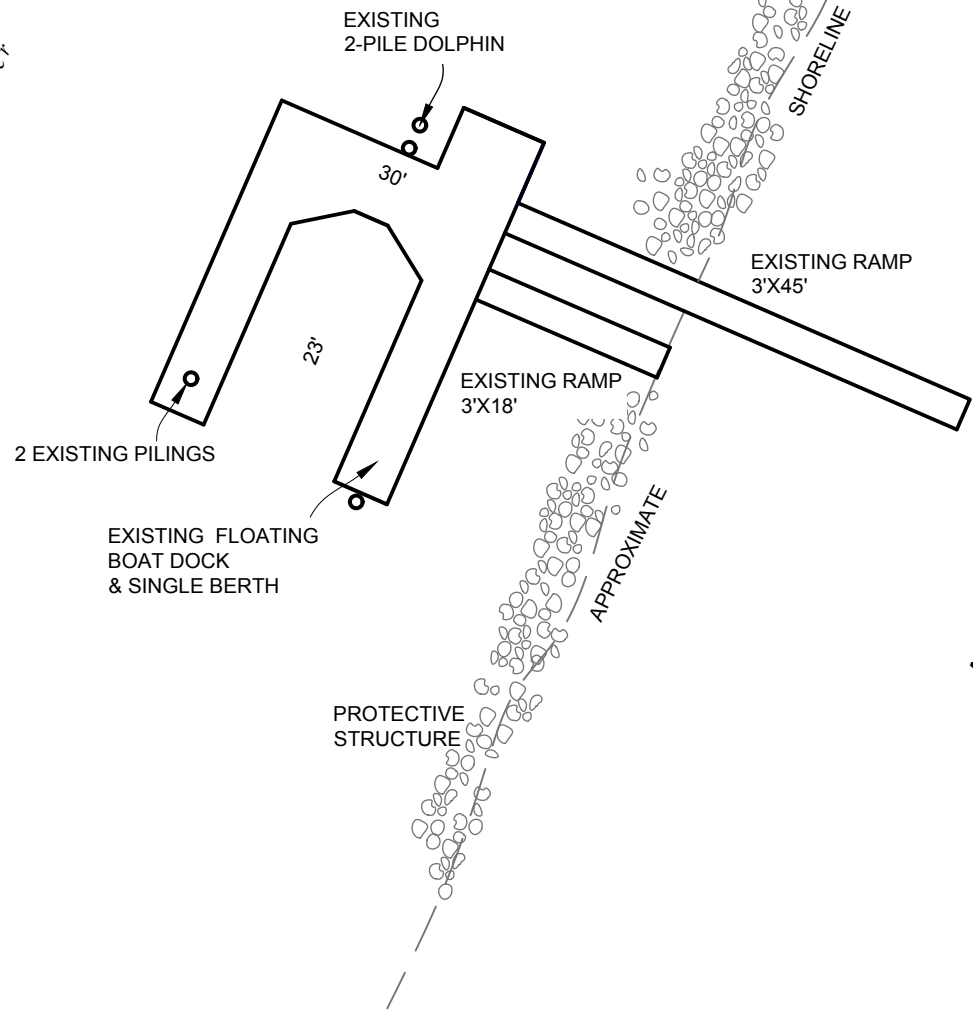 EXISTING
2-PILE DOLPHIN
SHORELINE
30'
EXISTING RAMP
3'X45'
23'
EXISTING RAMP
3'X18'
2 EXISTING PILINGS
EXISTING FLOATING
BOAT DOCK
& SINGLE BERTH
APPROXIMATE
PROTECTIVE
STRUCTURE